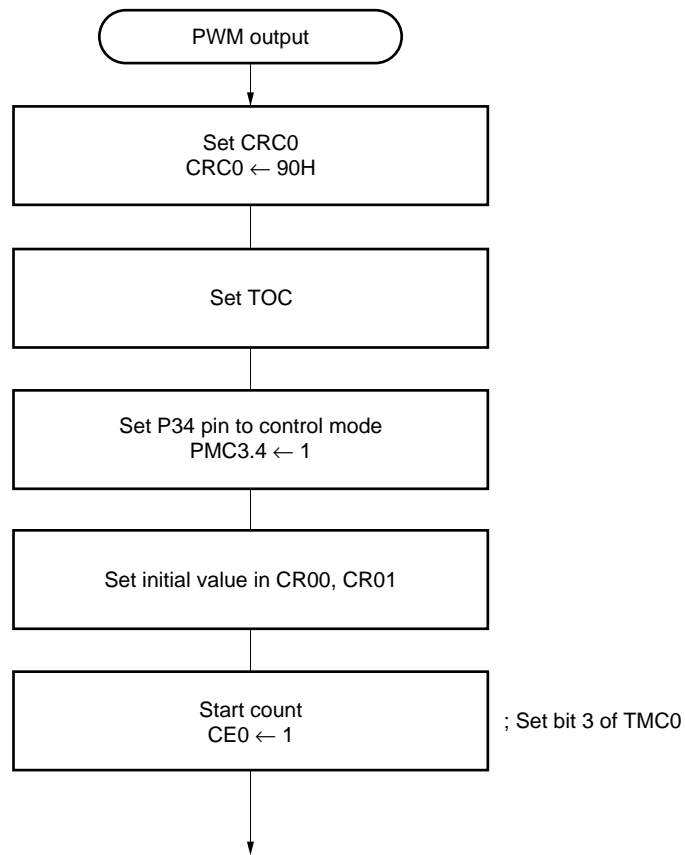 PWM output
Set CRC0
CRC0 ← 90H
Set TOC
Set P34 pin to control mode
PMC3.4 ← 1
Set initial value in CR00, CR01
Start count
CE0 ← 1
; Set bit 3 of TMC0